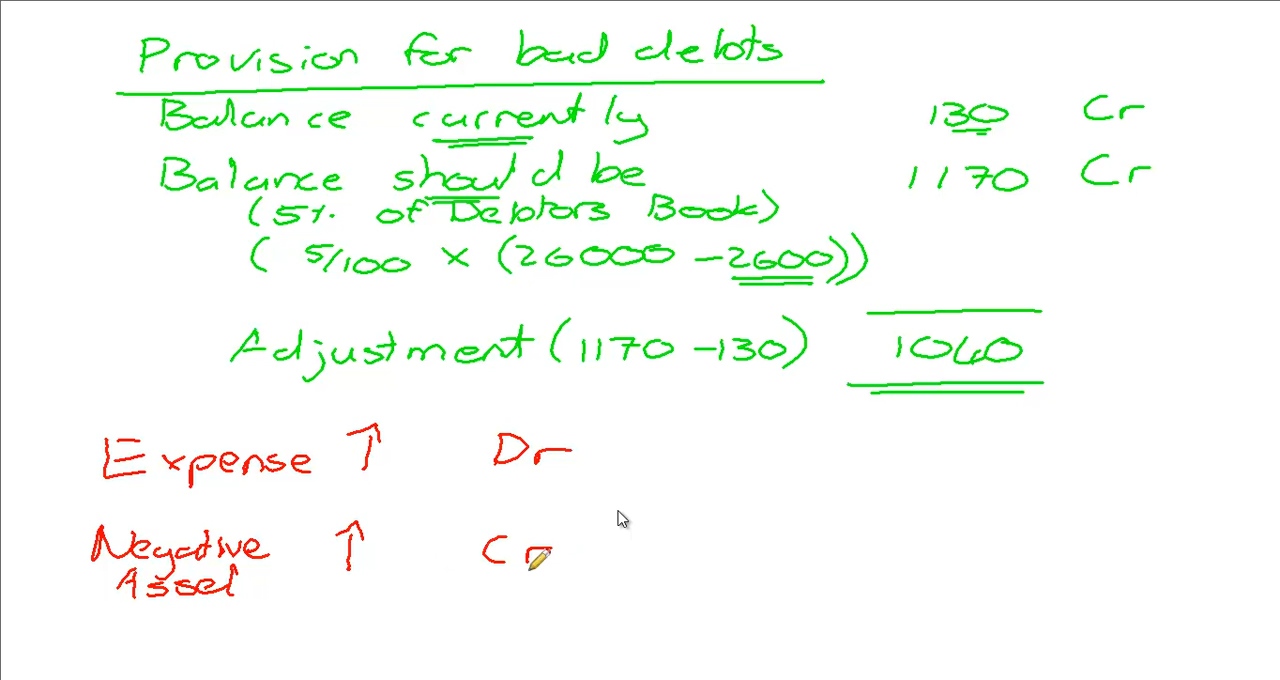 Provision for bad debts
Balance currently 130 Cr
Balance should be 1170 Cr
(5% of Debtors Book)
( 5/100 × (26000 - 2600))
Adjustment (1170 - 130) 1040
Expense ↑ Dr
Negative ↑ Cr
Asset